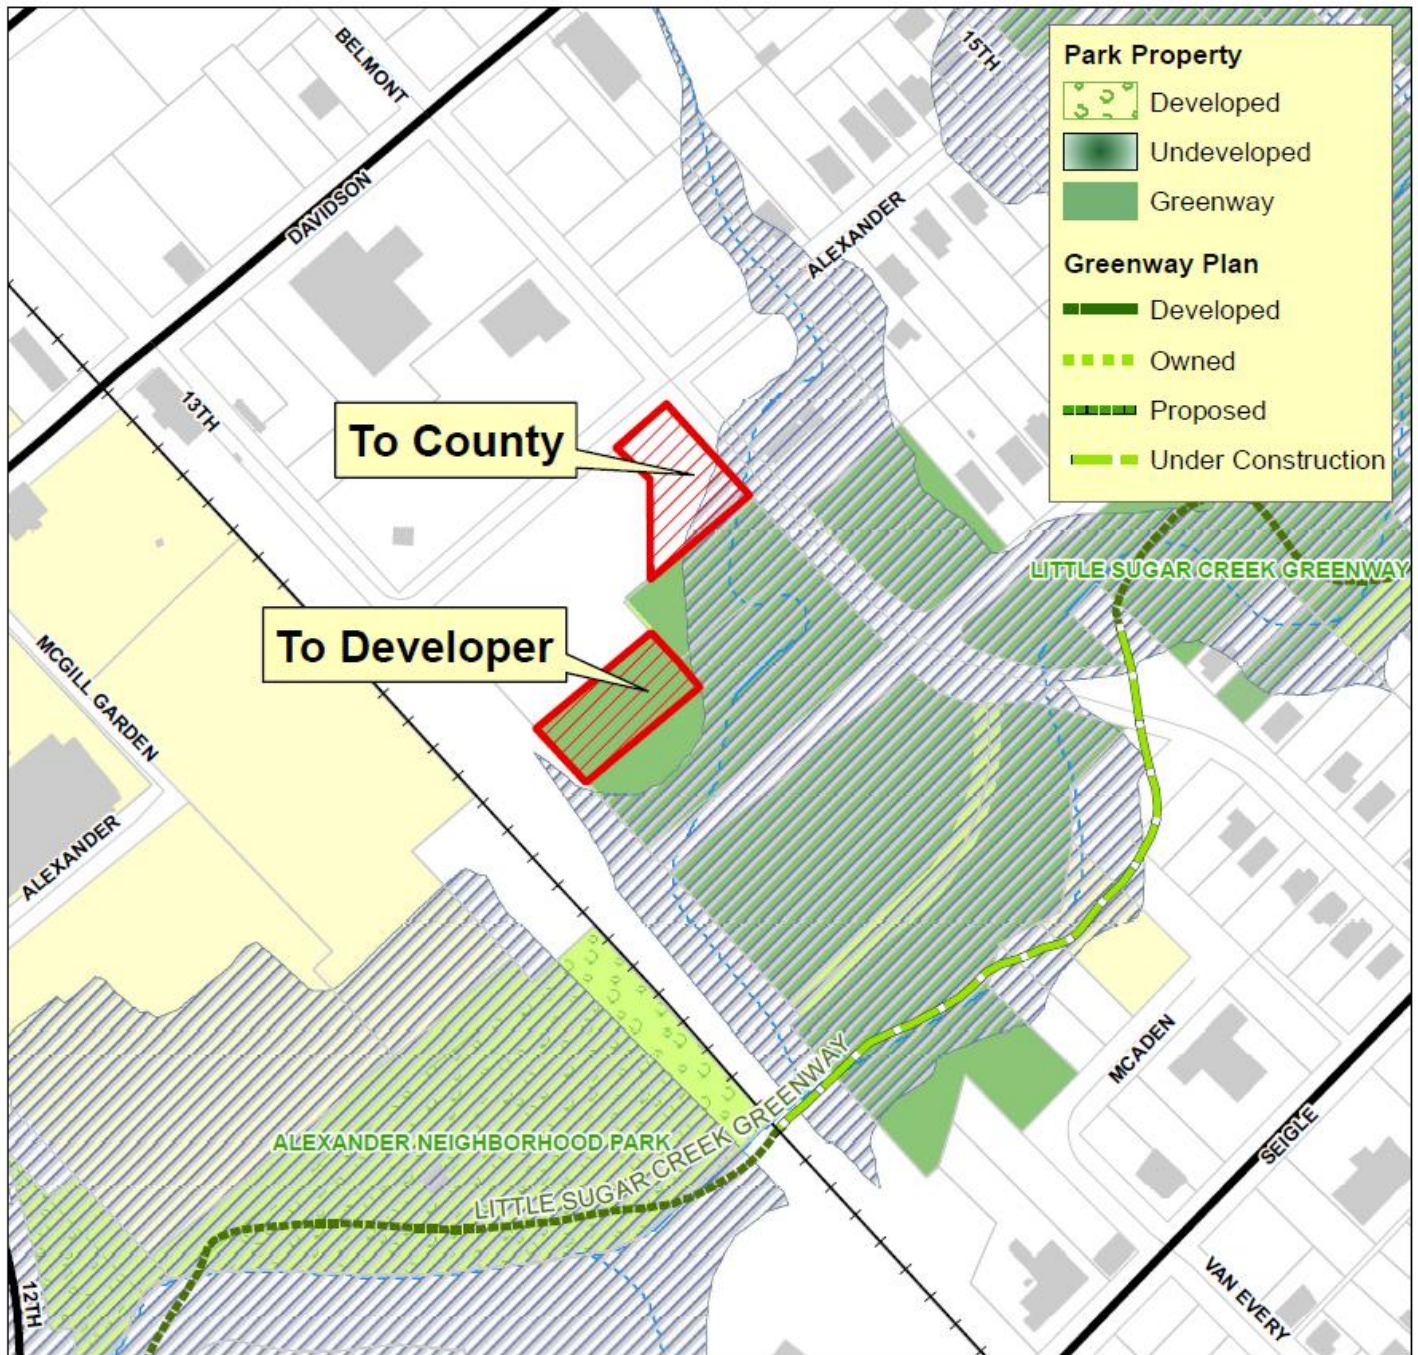 BELMONT
15TH
DAVIDSON
ALEXANDER
Park Property
Developed
Undeveloped
Greenway
Greenway Plan
Developed
Owned
Proposed
Under Construction
13TH
To County
LITTLE SUGAR CREEK GREENWAY
To Developer
MCGILL GARDEN
ALEXANDER
MCADEN
ALEXANDER NEIGHBORHOOD PARK
LITTLE SUGAR CREEK GREENWAY
SEIGLE
12TH
VAN EVERY